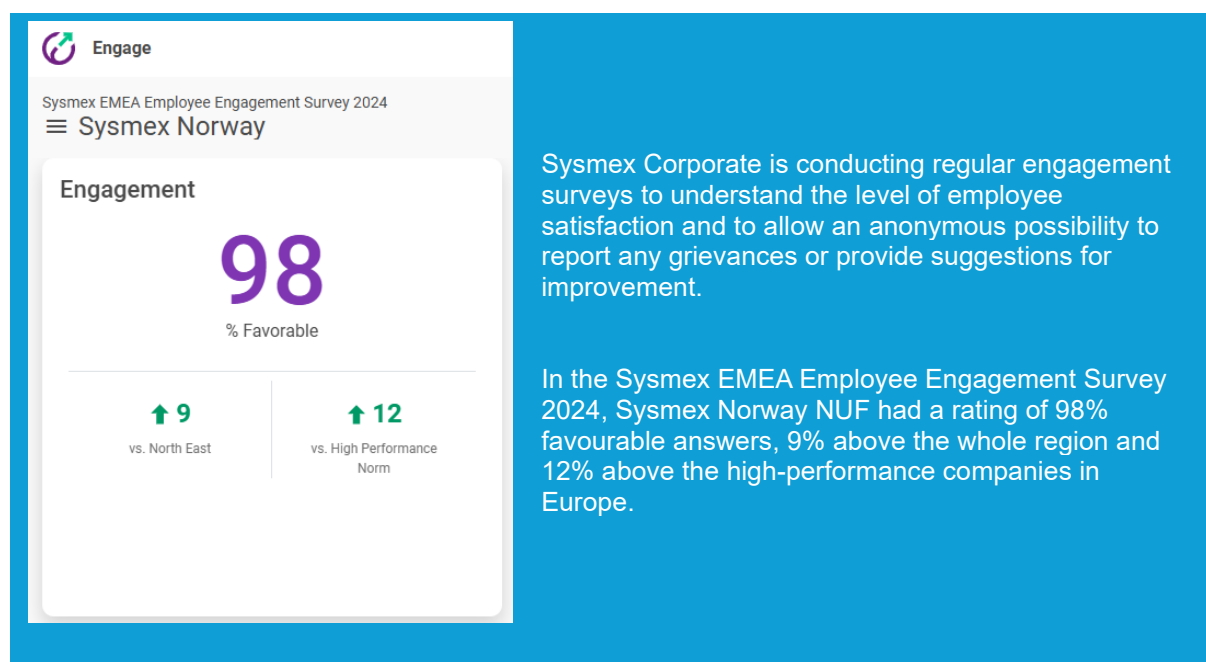 Engage
Sysmex EMEA Employee Engagement Survey 2024
Sysmex Norway
Engagement
98
% Favorable
9
vs. North East
12
vs. High Performance
Norm
Sysmex Corporate is conducting regular engagement
surveys to understand the level of employee
satisfaction and to allow an anonymous possibility to
report any grievances or provide suggestions for
improvement.
In the Sysmex EMEA Employee Engagement Survey
2024, Sysmex Norway NUF had a rating of 98%
favourable answers, 9% above the whole region and
12% above the high-performance companies in
Europe.